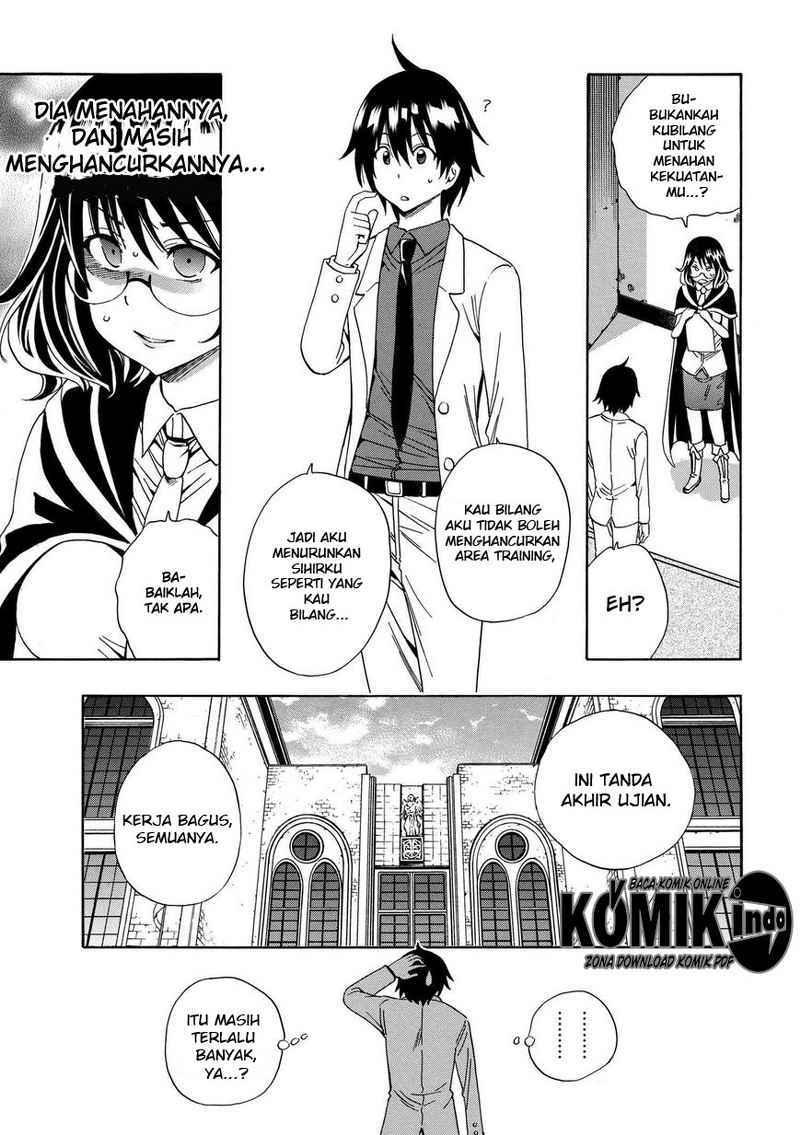 BU-
BUKANKAH
KUBILANG
UNTUK
MENAHAN
KEKUATAN-
MU...?
EH?
?
KAU BILANG
AKU TIDAK BOLEH
MENGHANCURKAN
AREA TRAINING,
JADI AKU
MENURUNKAN
SIHIRKU
SEPERTI YANG
KAU
BILANG...
DIA MENAHANNYA,
DAN MASIH
MENGHANCURKANNYA...
BA-
BAIKLAH,
TAK APA.
INI TANDA
AKHIR UJIAN.
KERJA BAGUS,
SEMUANYA.
BACA KOMIK ONLINE
KOMIK indo
ZONA DOWNLOAD KOMIK PDF
............
ITU MASIH
TERLALU
BANYAK,
YA...?